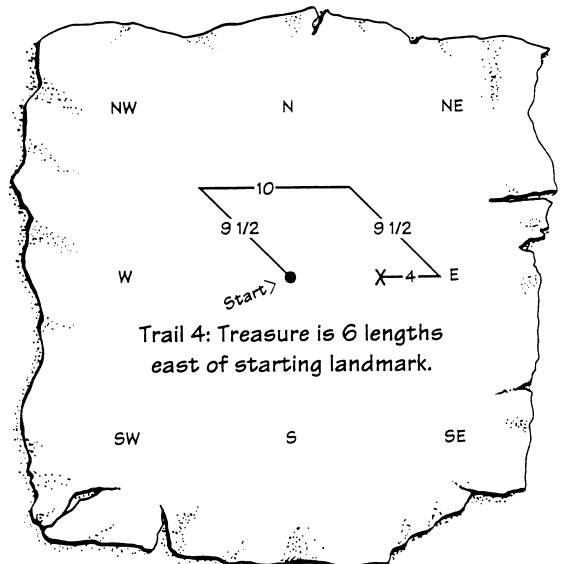 NW N NE
10
9 1/2 9 1/2
W 4 E
Start
Trail 4: Treasure is 6 lengths
east of starting landmark.
SW S SE